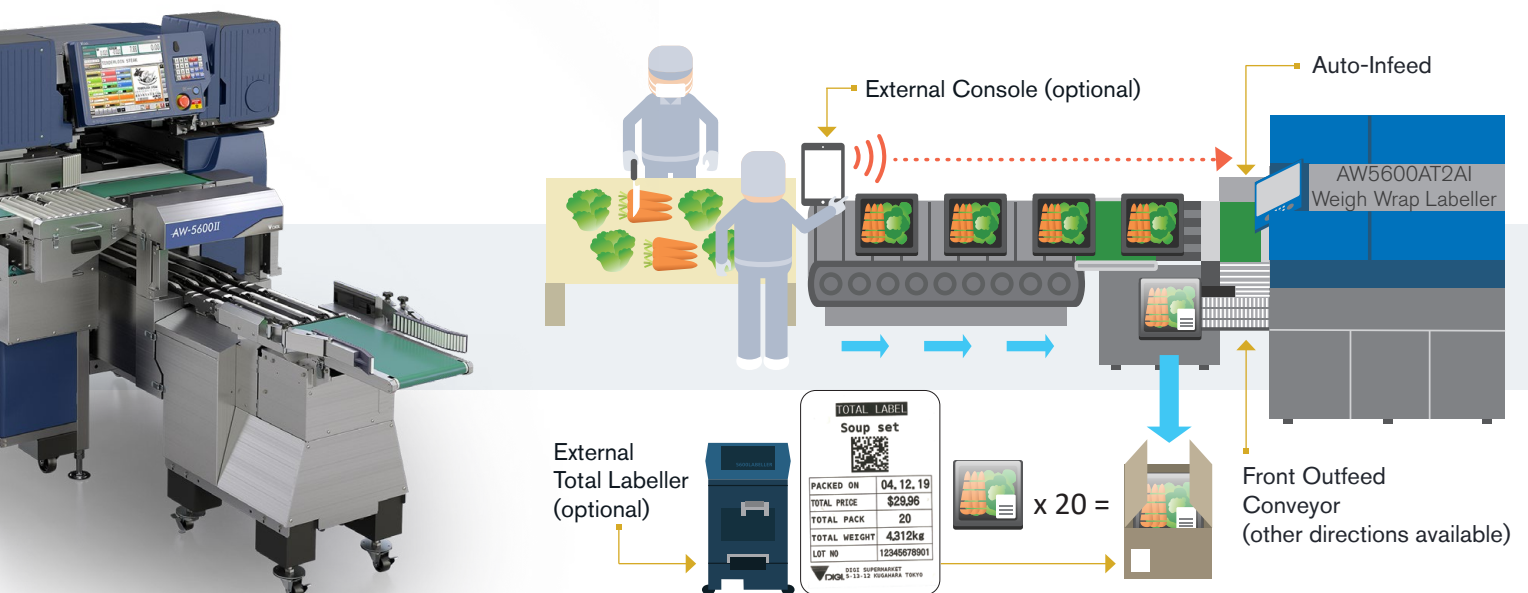 AW-5600II
DIGI
External Console (optional)
Auto-Infeed
AW5600AT2AI
Weigh Wrap Labeller
External
Total Labeller
(optional)
TOTAL LABEL
Soup set
PACKED ON 04.12.19
TOTAL PRICE $29.96
TOTAL PACK 20
TOTAL WEIGHT 4.312kg
LOT NO 12345678901
DIGI DIGI SUPERMARKET
5-13-12 KUGAHARA TOKYO
x 20 =
Front Outfeed
Conveyor
(other directions available)